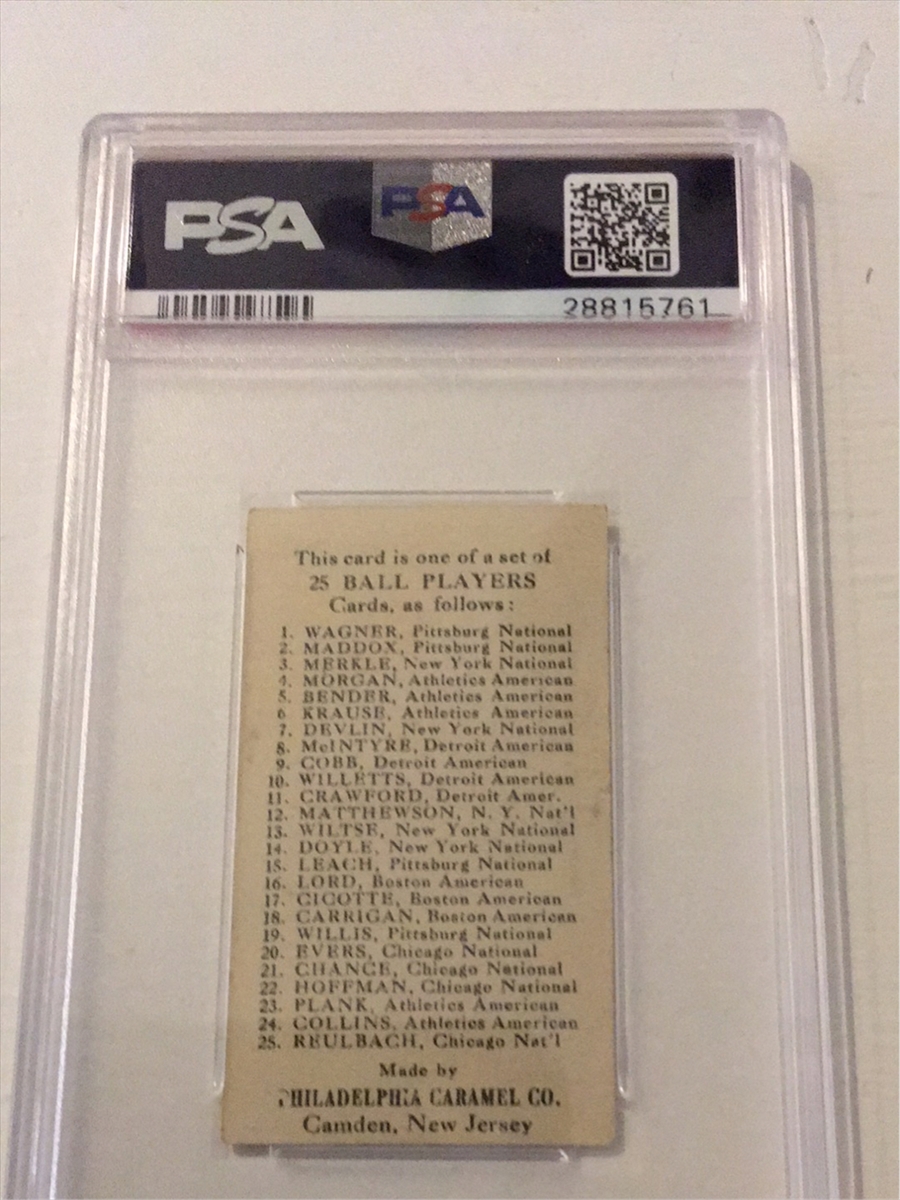 PSA
PSA
28815761
This card is one of a set of
25 BALL PLAYERS
Cards, as follows:
1. WAGNER, Pittsburg National
2. MADDOX, Pittsburg National
3. MERKLE, New York National
4. MORGAN, Athletics American
5. BENDER, Athletics American
6 KRAUSE, Athletics American
7. DEVLIN, New York National
8. McINTYRE, Detroit American
9. COBB, Detroit American
10. WILLETTS, Detroit American
11. CRAWFORD, Detroit Amer.
12. MATTHEWSON, N. Y. Nat'l
13. WILTSE, New York National
14. DOYLE, New York National
15. LEACH, Pittsburg National
16. LORD, Boston American
17. CICOTTE, Boston American
18. CARRIGAN, Boston American
19. WILLIS, Pittsburg National
20. EVERS, Chicago National
21. CHANCE, Chicago National
22. HOFFMAN, Chicago National
23. PLANK, Athletics American
24. COLLINS, Athletics American
25. REULBACH, Chicago Nat'l
Made by
PHILADELPHIA CARAMEL CO.
Camden, New Jersey